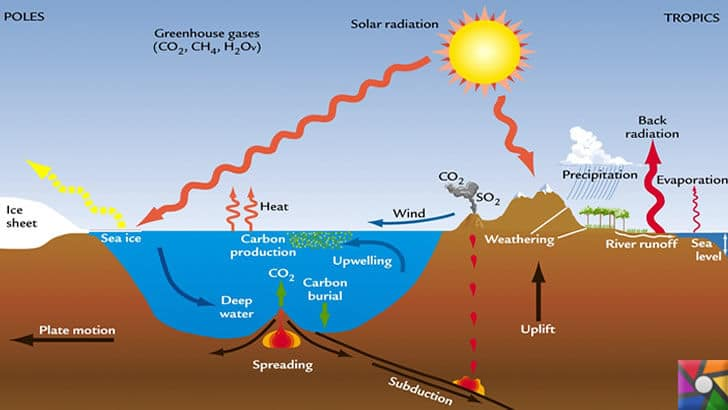 POLES
Greenhouse gases
(CO2, CH4, H2Ov)
Solar radiation
TROPICS
Back
radiation
CO2
SO2
Precipitation
Evaporation
Ice
sheet
Heat
Wind
Sea ice
Carbon
production
Upwelling
Weathering
River runoff
Sea
level
CO2
Carbon
burial
Deep
water
Plate motion
Uplift
Spreading
Subduction